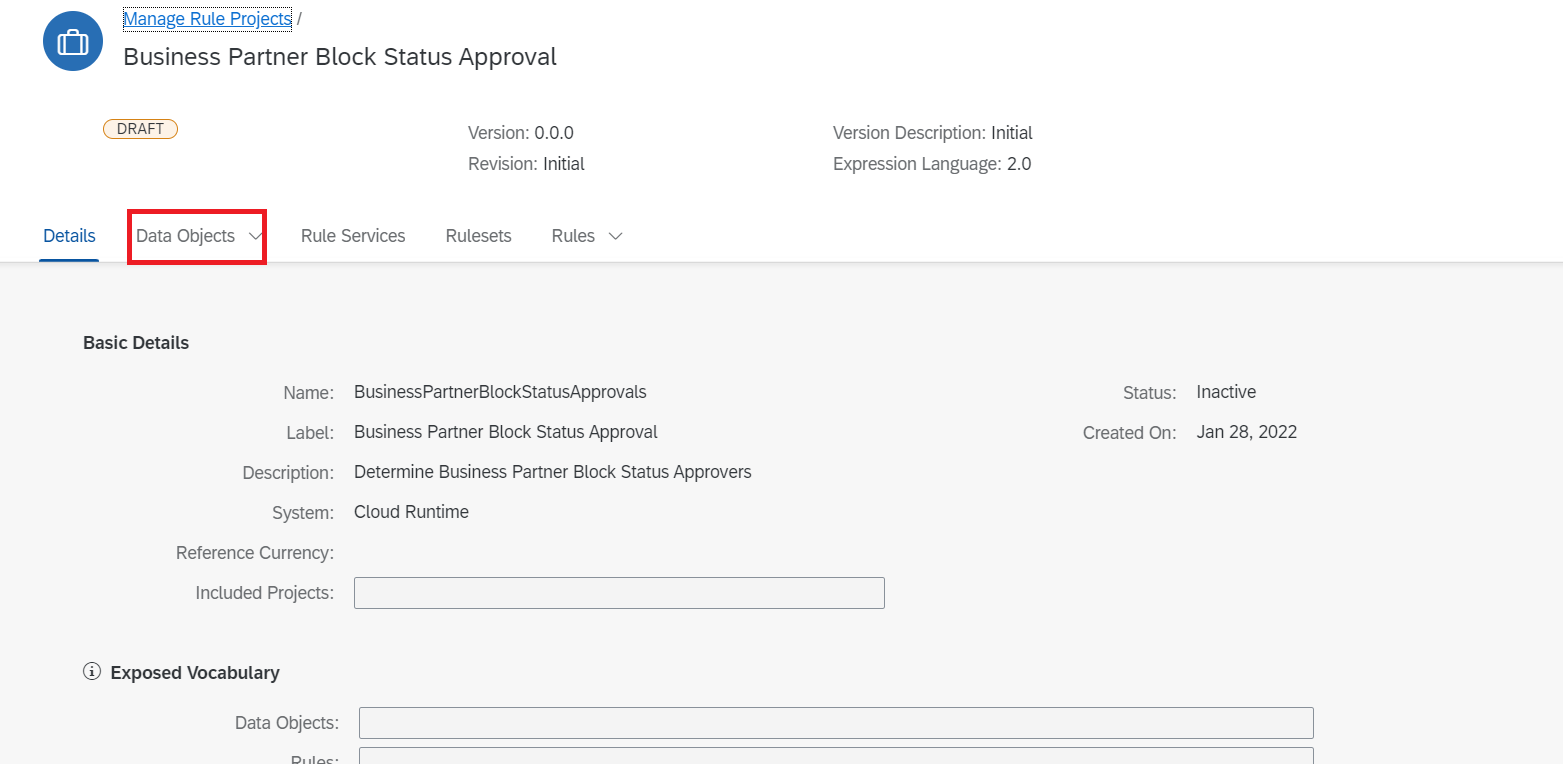 Manage Rule Projects /
Business Partner Block Status Approval
DRAFT
Version: 0.0.0
Version Description: Initial
Revision: Initial
Expression Language: 2.0
Details Data Objects Rule Services Rulesets Rules
Basic Details
Name: BusinessPartnerBlockStatusApprovals
Status: Inactive
Label: Business Partner Block Status Approval
Created On: Jan 28, 2022
Description: Determine Business Partner Block Status Approvers
System: Cloud Runtime
Reference Currency:
Included Projects:
Exposed Vocabulary
Data Objects:
Rules: